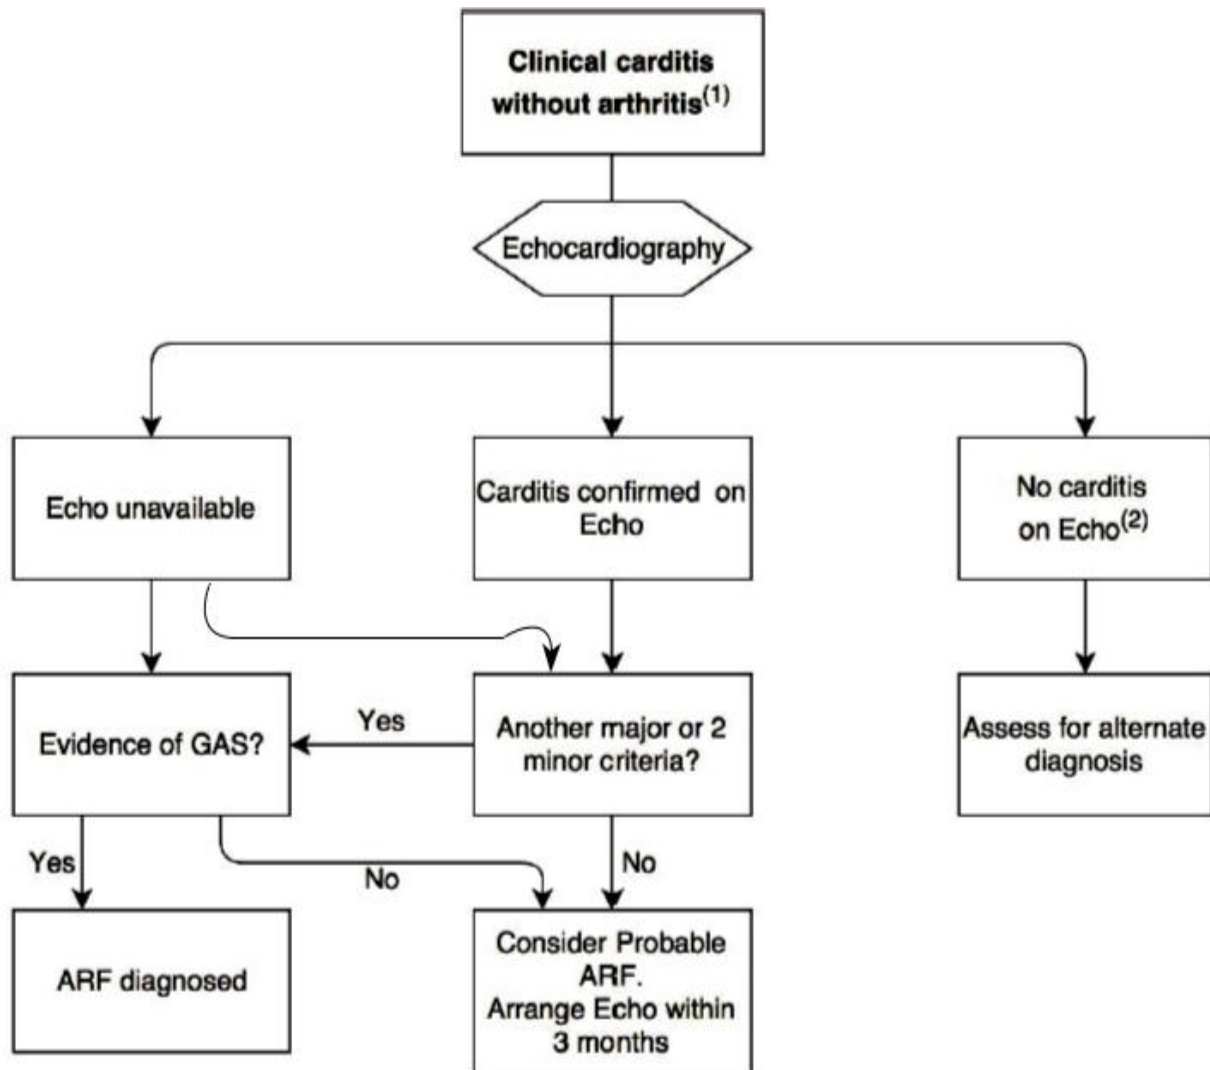 Clinical carditis
without arthritis(1)
Echocardiography
Echo unavailable
Carditis confirmed on
Echo
No carditis
on Echo(2)
Evidence of GAS?
Yes
Another major or 2
minor criteria?
Assess for alternate
diagnosis
Yes
No
No
ARF diagnosed
Consider Probable
ARF.
Arrange Echo within
3 months